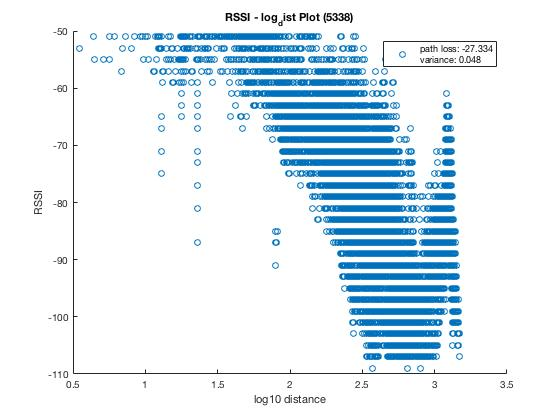 RSSI - log_dist Plot (5338)
-50
path loss: -27.334
variance: 0.048
-60
-70
RSSI
-80
-90
-100
-110
0.5 1 1.5 2 2.5 3 3.5
log10 distance